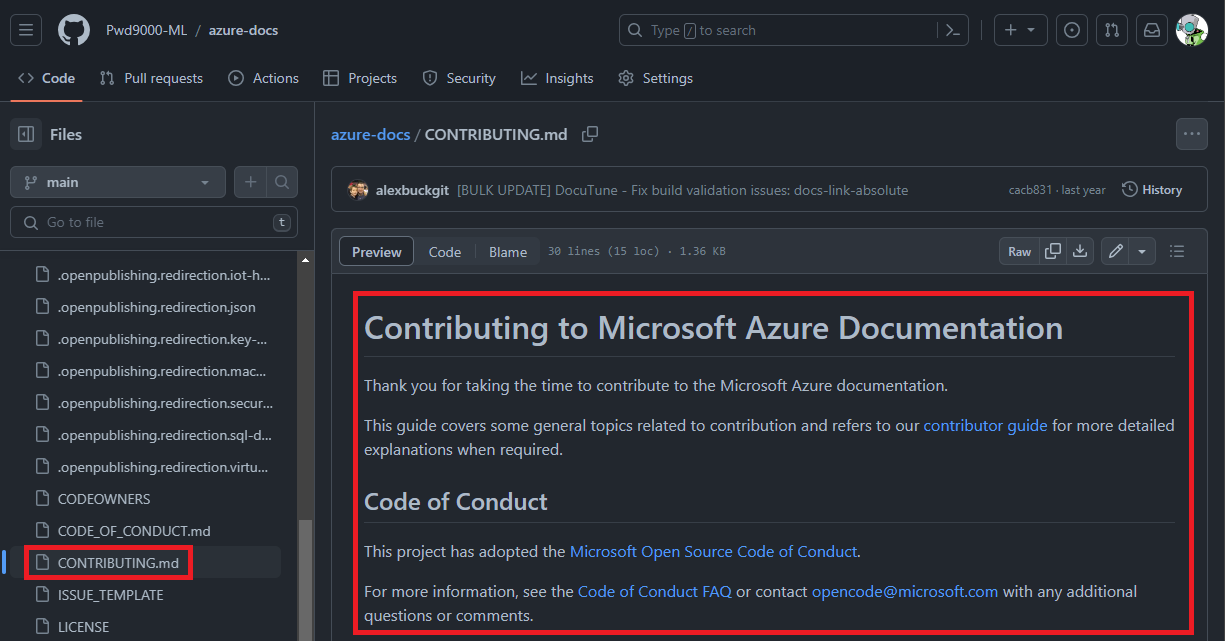 Pwd9000-ML / azure-docs
Type / to search
Code
Pull requests
Actions
Projects
Security
Insights
Settings
Files
main
Go to file
t
.openpublishing.redirection.iot-h...
.openpublishing.redirection.json
.openpublishing.redirection.key-...
.openpublishing.redirection.mac...
.openpublishing.redirection.secur...
.openpublishing.redirection.sql-d...
.openpublishing.redirection.virtu...
CODEOWNERS
CODE_OF_CONDUCT.md
CONTRIBUTING.md
ISSUE_TEMPLATE
LICENSE
azure-docs / CONTRIBUTING.md
alexbuckgit [BULK UPDATE] DocuTune - Fix build validation issues: docs-link-absolute
cacb831 · last year
History
Preview
Code
Blame
30 lines (15 loc) · 1.36 KB
Raw
Contributing to Microsoft Azure Documentation
Thank you for taking the time to contribute to the Microsoft Azure documentation.
This guide covers some general topics related to contribution and refers to our contributor guide for more detailed
explanations when required.
Code of Conduct
This project has adopted the Microsoft Open Source Code of Conduct.
For more information, see the Code of Conduct FAQ or contact opencode@microsoft.com with any additional
questions or comments.